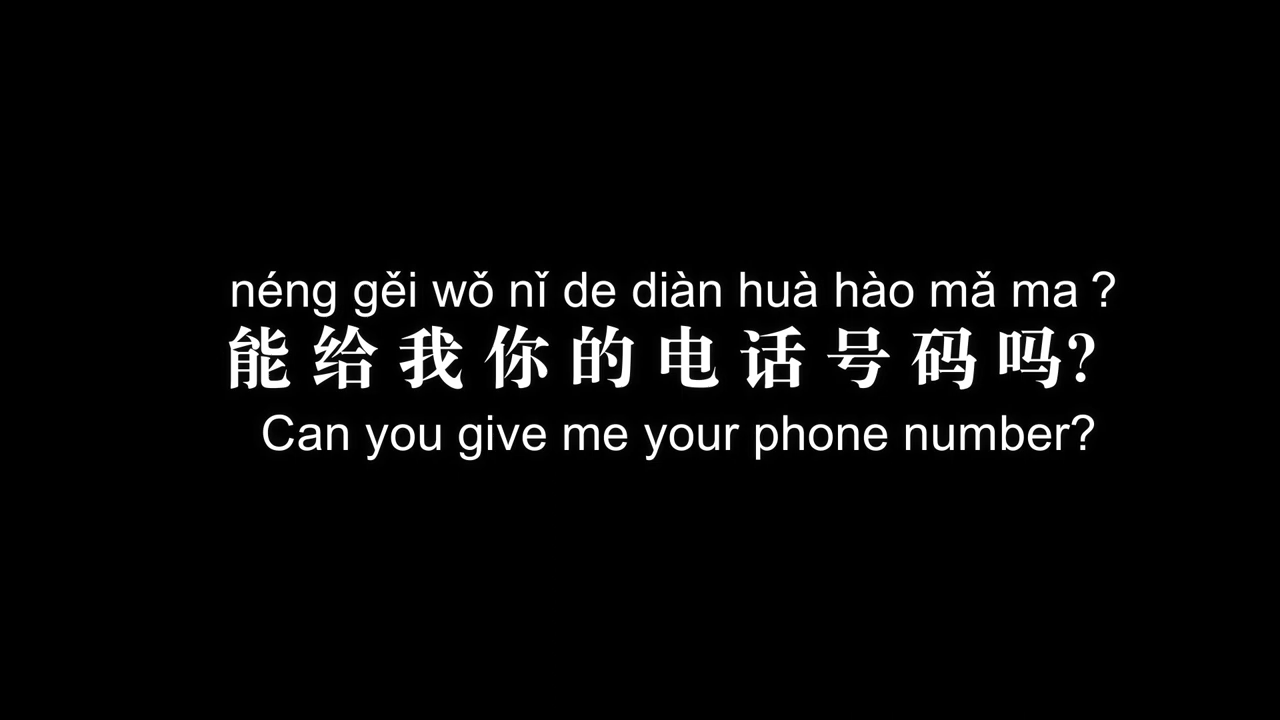 néng gěi wǒ nǐ de diàn huà hào mǎ ma？
能给我你的电话号码吗?
Can you give me your phone number?